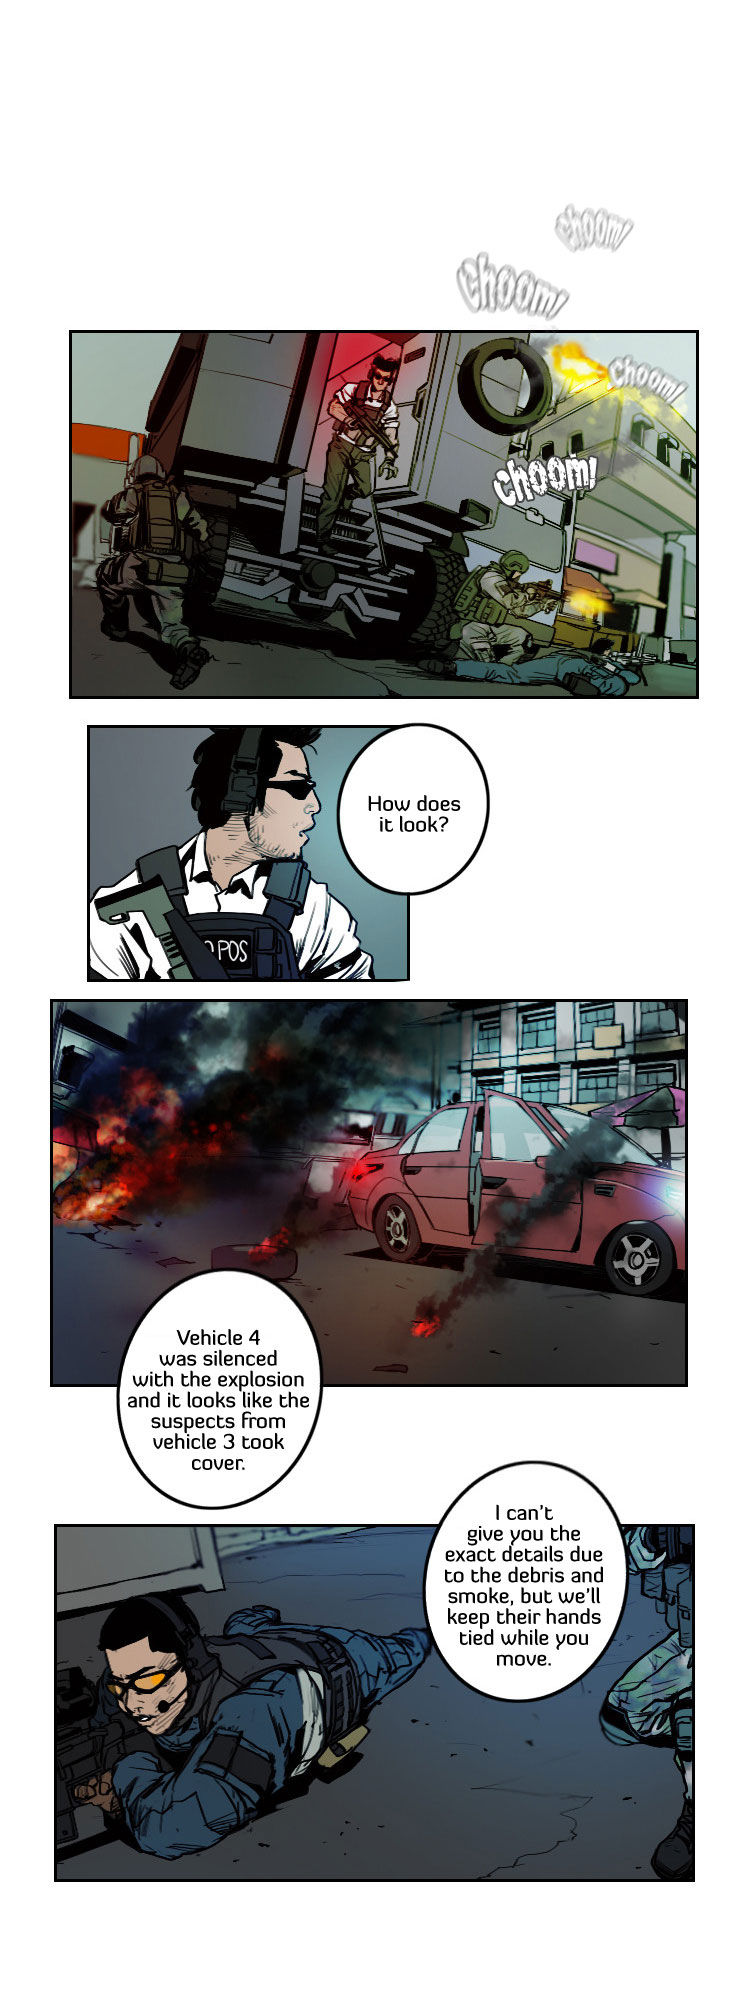 choom!
choom!
choom!
choom!
O POS
How does
it look?
Vehicle 4
was silenced
with the explosion
and it looks like the
suspects from
vehicle 3 took
cover.
I can't
give you the
exact details due
to the debris and
smoke, but we'll
keep their hands
tied while you
move.